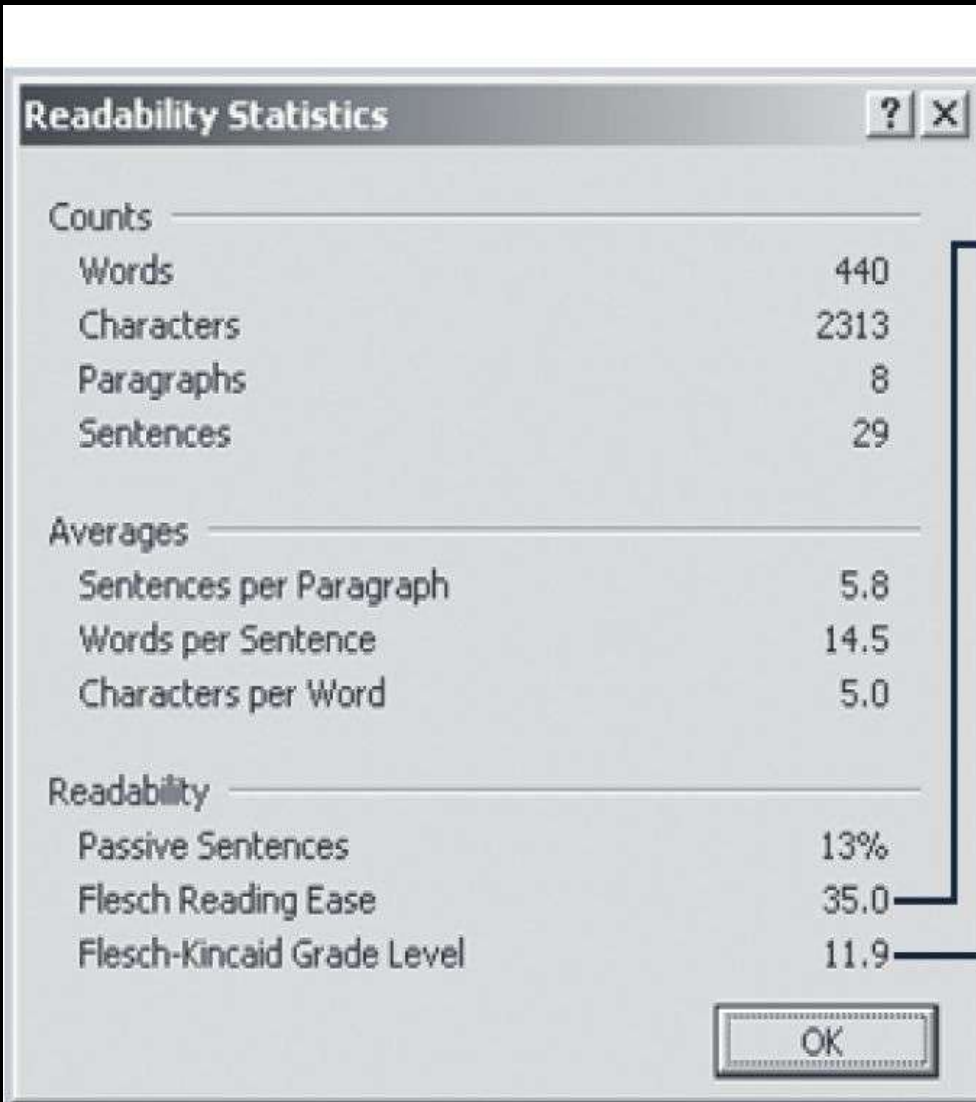 Readability Statistics ? X
Counts
Words 440
Characters 2313
Paragraphs 8
Sentences 29
Averages
Sentences per Paragraph 5.8
Words per Sentence 14.5
Characters per Word 5.0
Readability
Passive Sentences 13%
Flesch Reading Ease 35.0
Flesch-Kincaid Grade Level 11.9
OK